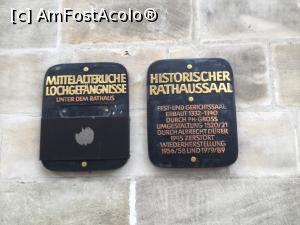 [c] AmFostAcolo®
MITTELALTERLICHE
LOCHGEFÄNGNISSE
UNTER DEM RATHAUS
HISTORISCHER
RATHAUSSAAL
FEST-UND GERICHTSSAAL
ERBAUT 1332-1340
DURCH PH·GROSS
UMGESTALTUNG 1520/21
DURCH ALBRECHT DÜRER
1945 ZERSTÖRT
WIEDERHERSTELLUNG
1956/58 UND 1979/89